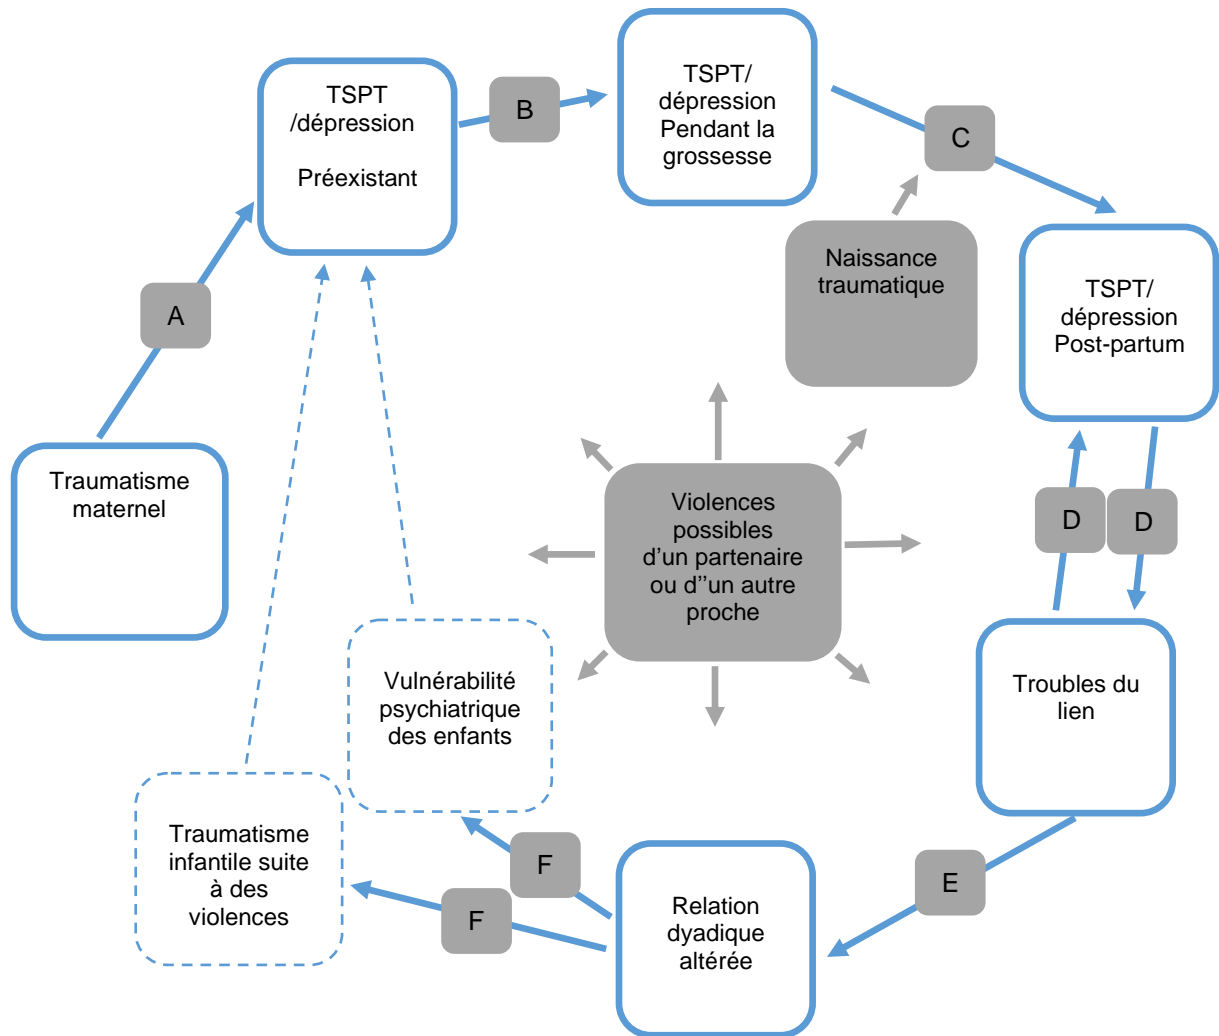 TSPT
/dépression
Préexistant
B
TSPT/
dépression
Pendant la
grossesse
C
Naissance
traumatique
TSPT/
dépression
Post-partum
A
Traumatisme
maternel
Violences
possibles
d'un partenaire
ou d''un autre
proche
D
D
Troubles du
lien
Vulnérabilité
psychiatrique
des enfants
Traumatisme
infantile suite
à des
violences
F
F
Relation
dyadique
altérée
E